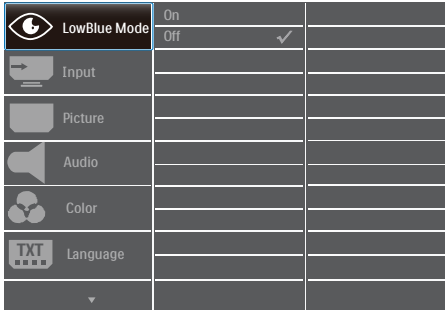 LowBlue Mode
On
Off
Input
Picture
Audio
Color
TXT
Language